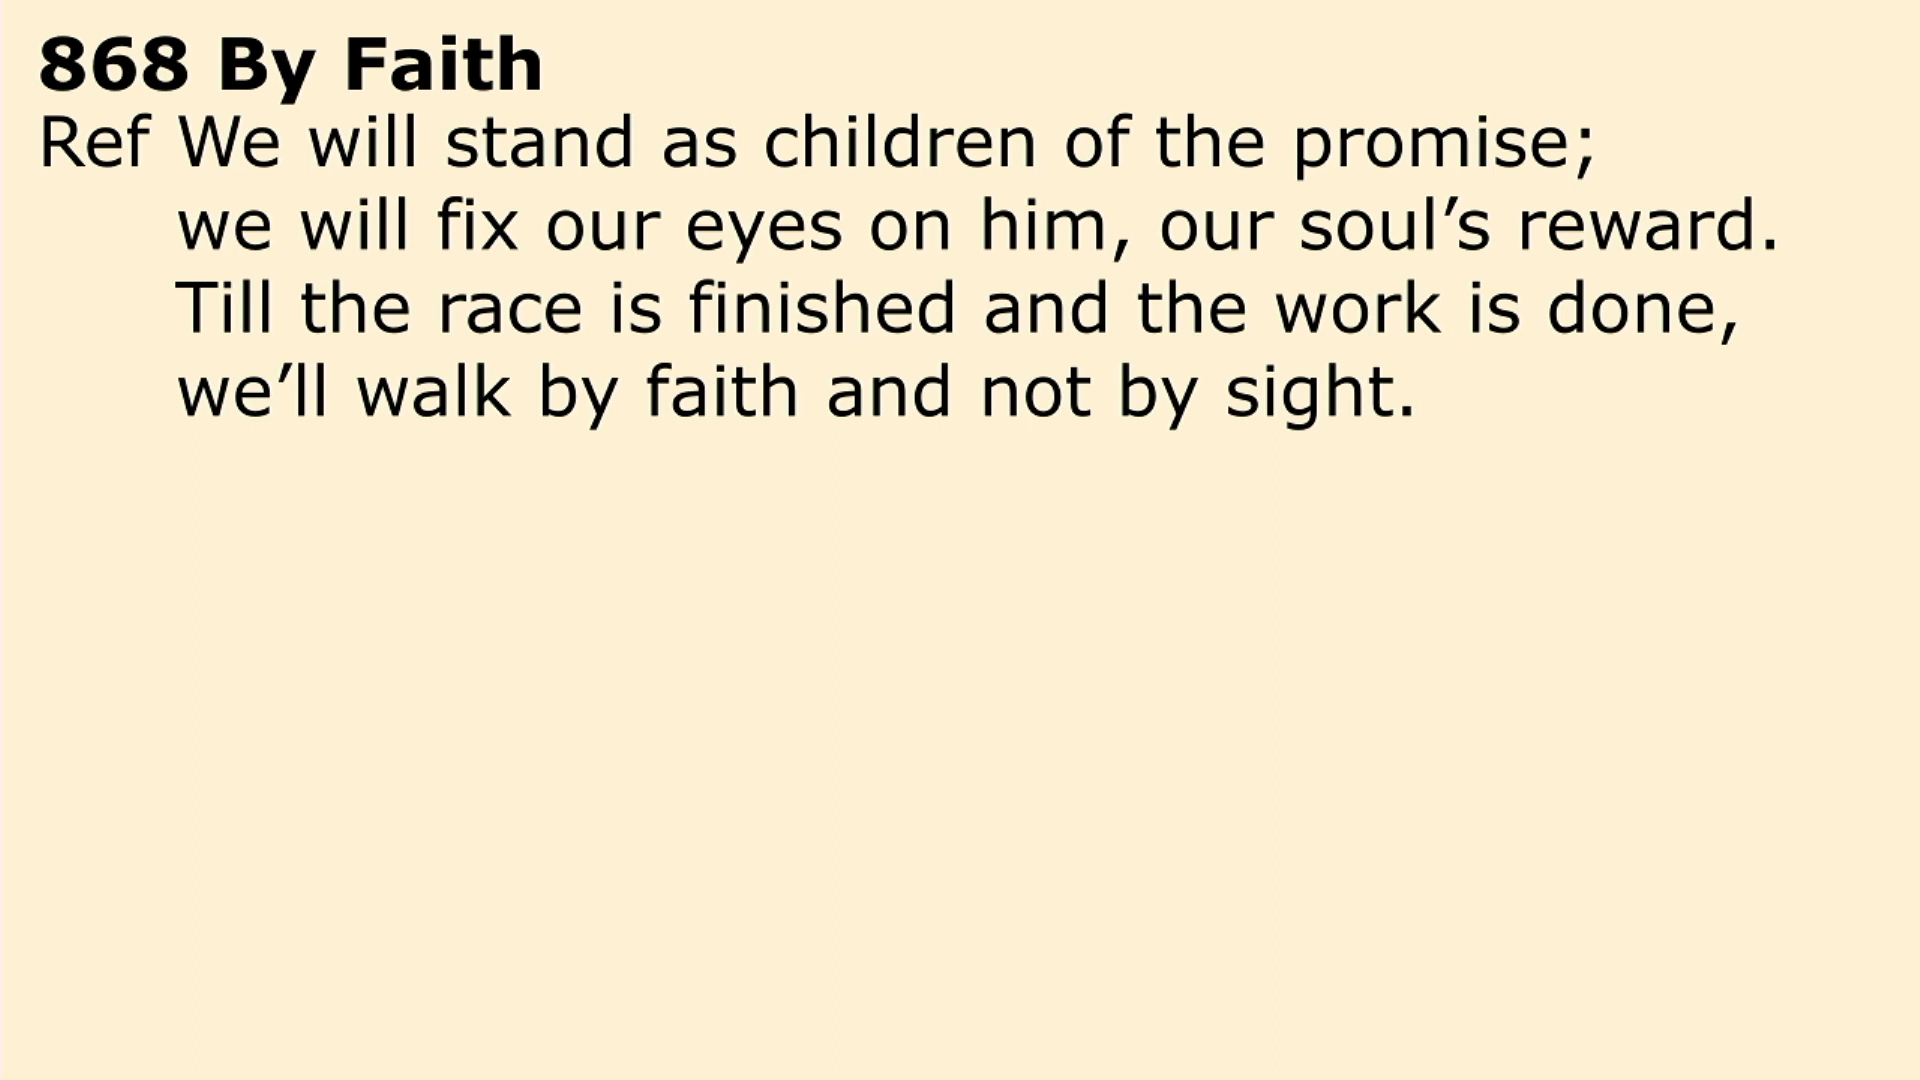 868 By Faith
Ref We will stand as children of the promise;
we will fix our eyes on him, our soul’s reward.
Till the race is finished and the work is done,
we’ll walk by faith and not by sight.